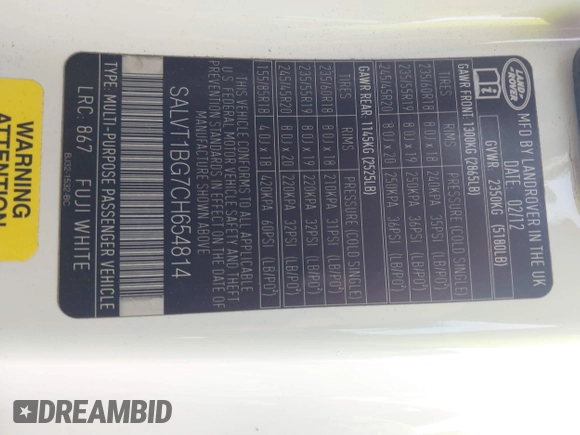 LAND-
ROVER
MFD BY LANDROVER IN THE UK
DATE: 02/12
GVWR 2350KG (5180LB)
GAWR FRONT: 1300KG (2865LB)
TIRES RIMS PRESSURE (COLD SINGLE)
235/60R18 8.0J x 18 240KPA 35PSI (LB/PO²)
235/55R19 8.0J x 19 250KPA 36PSI (LB/PO²)
245/45R20 8.0J x 20 250KPA 36PSI (LB/PO²)
GAWR REAR: 1145KG (2525LB)
TIRES RIMS PRESSURE (COLD SINGLE)
235/60R18 8.0J x 18 210KPA 31PSI (LB/PO²)
235/55R19 8.0J x 19 220KPA 32PSI (LB/PO²)
245/45R20 8.0J x 20 220KPA 32PSI (LB/PO²)
155/85R18 4.0J x 18 420KPA 60PSI (LB/PO²)
THIS VEHICLE CONFORMS TO ALL APPLICABLE
U.S. FEDERAL MOTOR VEHICLE SAFETY AND THEFT
PREVENTION STANDARDS IN EFFECT ON THE DATE OF
MANUFACTURE SHOWN ABOVE
SALVT1BG7CH654814
TYPE: MULTI-PURPOSE PASSENGER VEHICLE
LRC: 867 FUJI WHITE
BJ32-1532-BC
WARNING
ATTENTION
DREAMBID